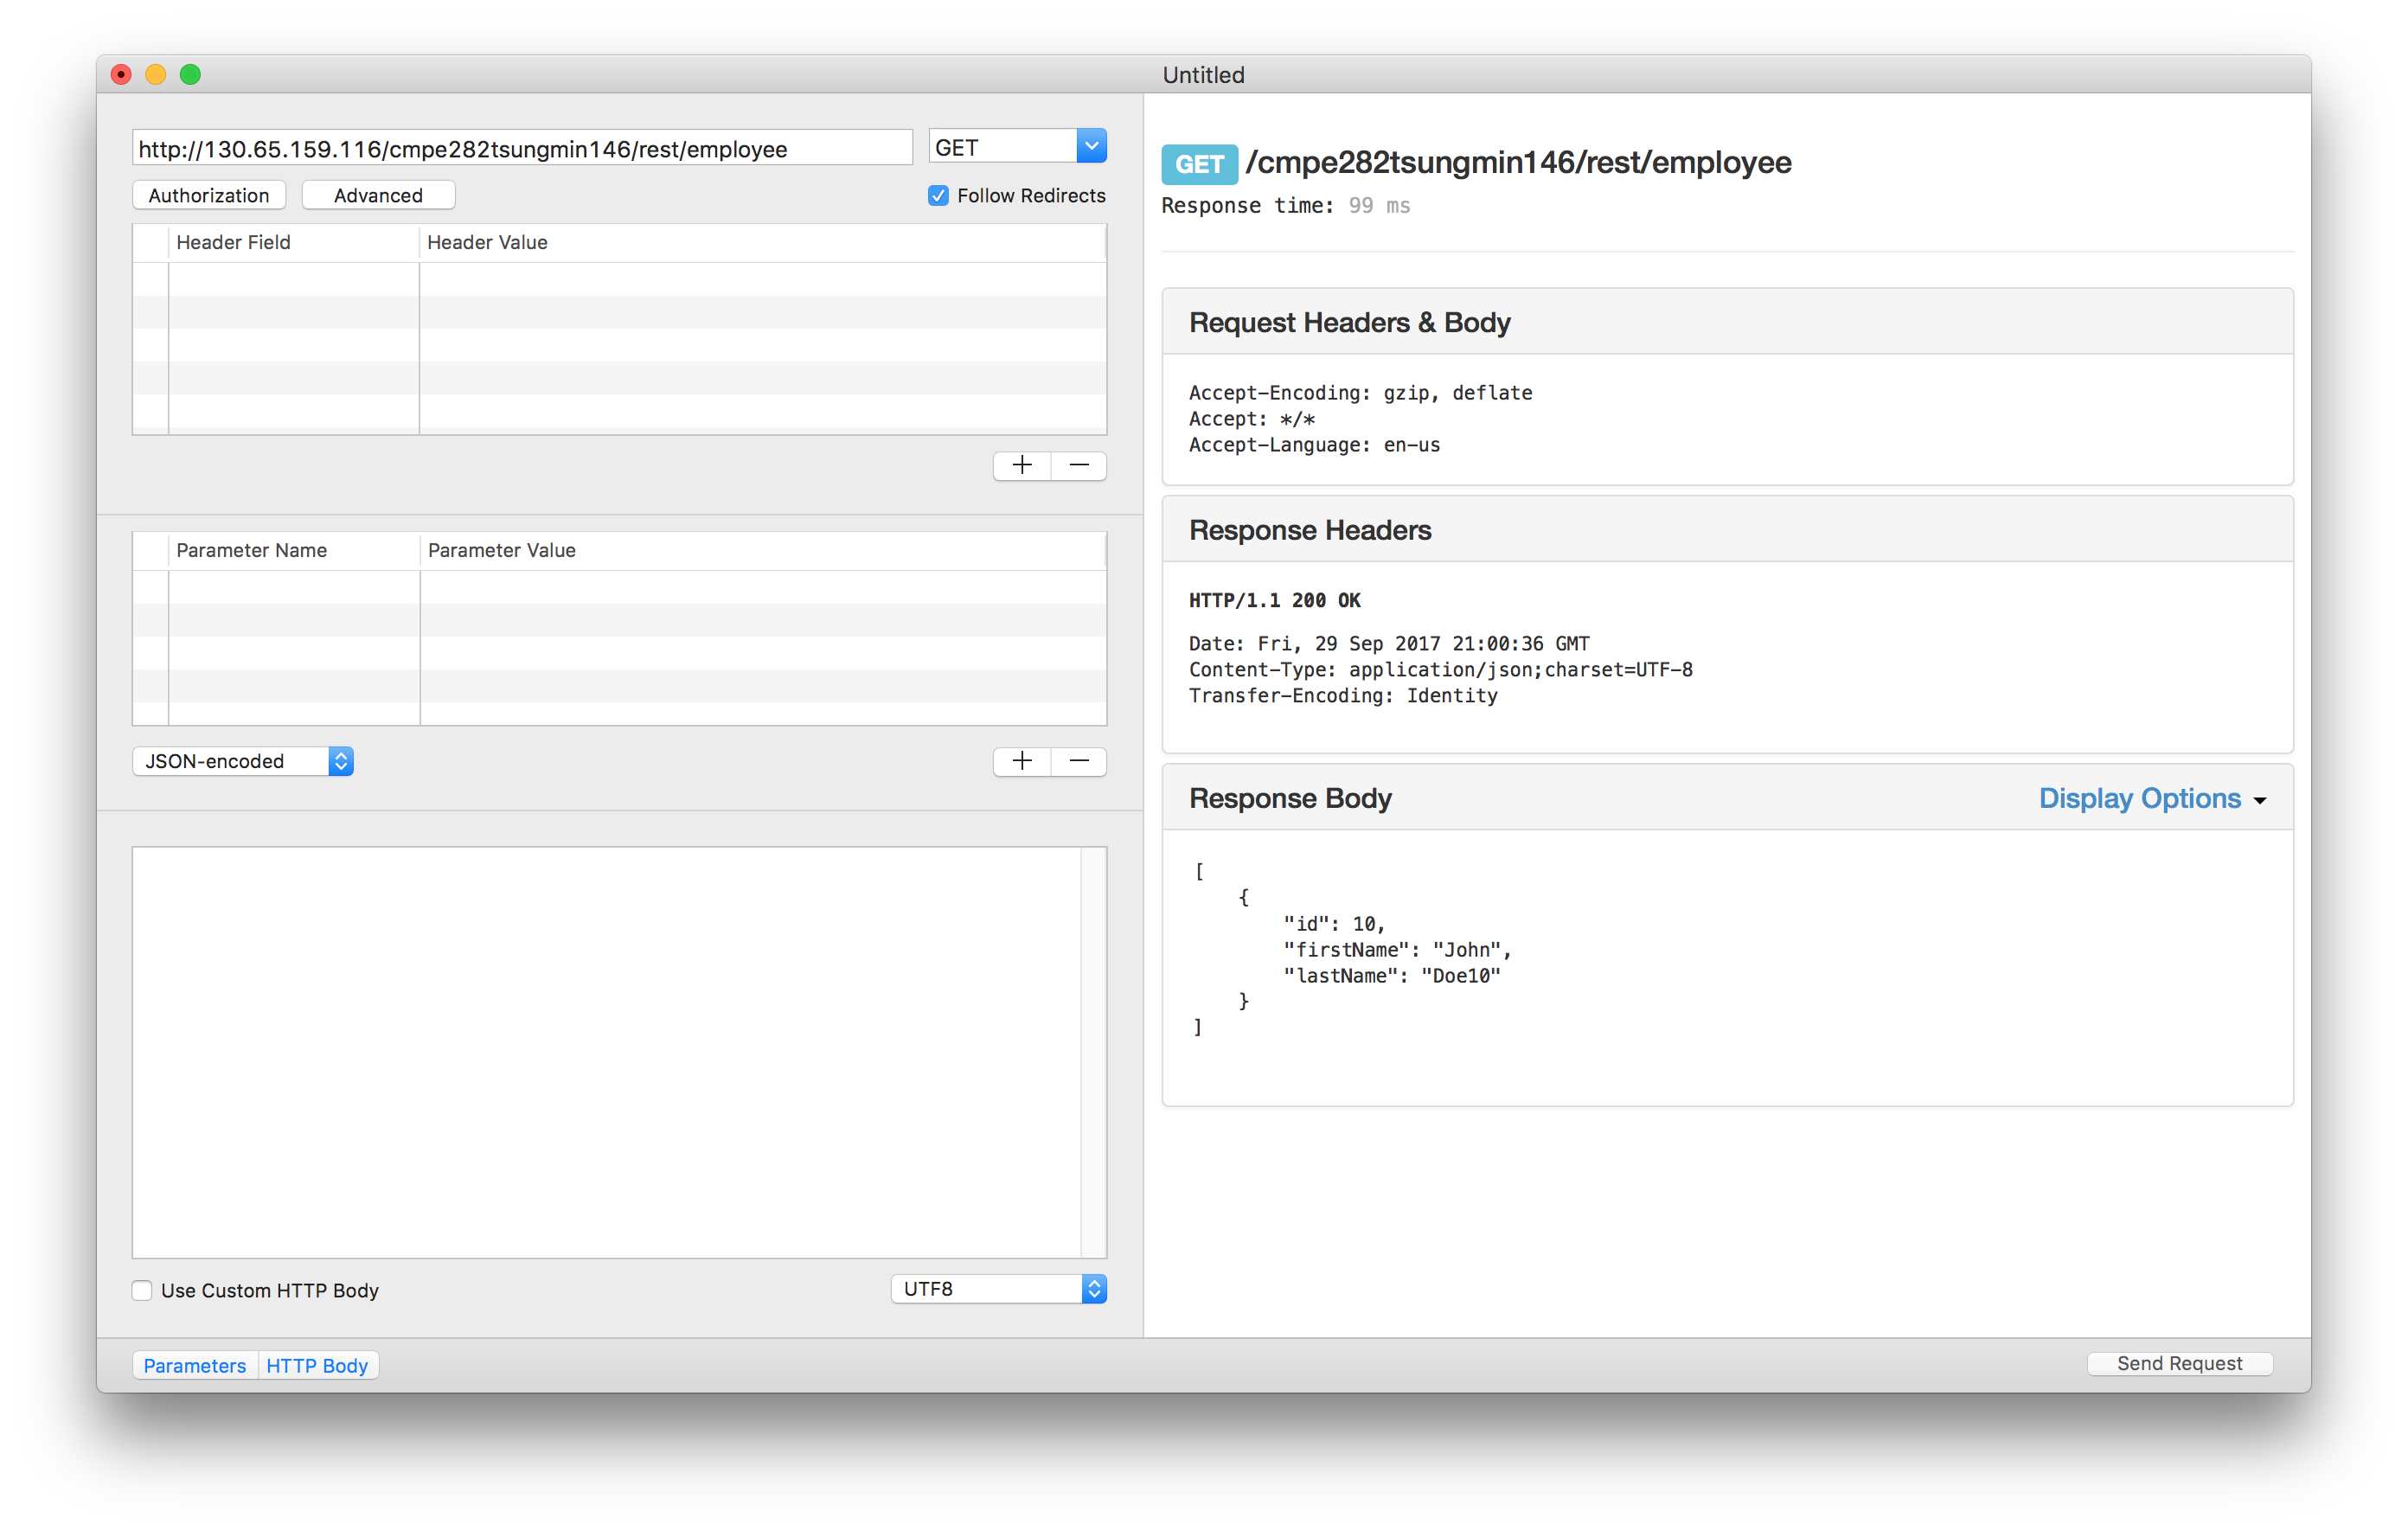 Untitled
http://130.65.159.116/cmpe282tsungmin146/rest/employee
GET
Authorization
Advanced
Follow Redirects
Header Field
Header Value
Parameter Name
Parameter Value
JSON-encoded
Use Custom HTTP Body
UTF8
Parameters
HTTP Body
GET /cmpe282tsungmin146/rest/employee
Response time: 99 ms
Request Headers & Body
Accept-Encoding: gzip, deflate
Accept: */*
Accept-Language: en-us
Response Headers
HTTP/1.1 200 OK
Date: Fri, 29 Sep 2017 21:00:36 GMT
Content-Type: application/json;charset=UTF-8
Transfer-Encoding: Identity
Response Body
Display Options
[
{
"id": 10,
"firstName": "John",
"lastName": "Doe10"
}
]
Send Request